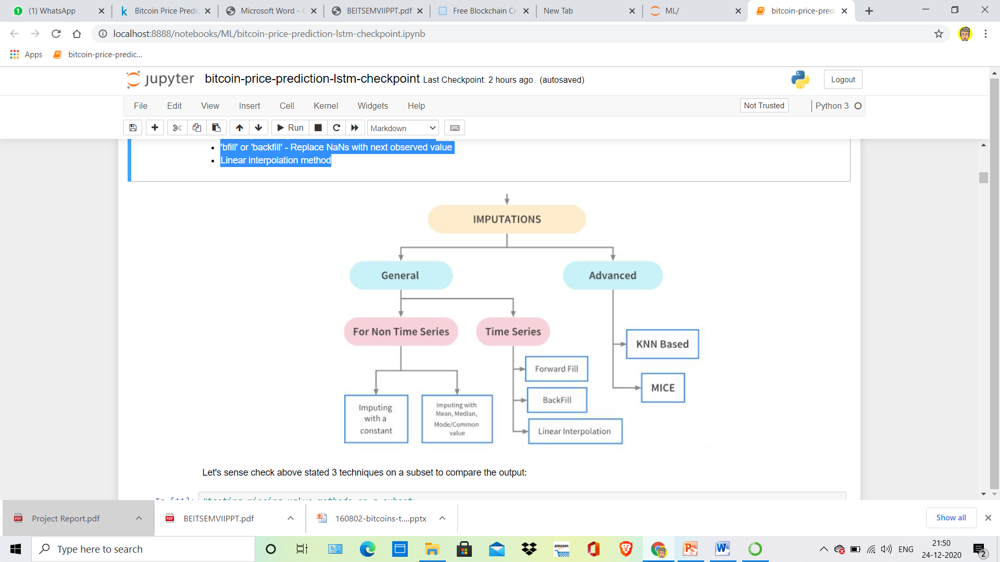 (1) WhatsApp
Bitcoin Price Predi
Microsoft Word - 
BEITSEMVIIPPT.pdf
Free Blockchain Cr
New Tab
ML/
bitcoin-price-pred
localhost:8888/notebooks/ML/bitcoin-price-prediction-lstm-checkpoint.ipynb
Apps
bitcoin-price-predic...
jupyter
bitcoin-price-prediction-lstm-checkpoint Last Checkpoint: 2 hours ago (autosaved)
Logout
File Edit View Insert Cell Kernel Widgets Help
Not Trusted
Python 3
Run
Markdown
'bfill' or 'backfill' - Replace NaNs with next observed value
Linear interpolation method
IMPUTATIONS
General
Advanced
For Non Time Series
Time Series
KNN Based
Forward Fill
MICE
BackFill
Imputing
with a
constant
Imputing with
Mean, Median,
Mode/Common
value
Linear Interpolation
Let's sense check above stated 3 techniques on a subset to compare the output:
In [11]: #testing missing value methods on a subset
PDF Project Report.pdf
PDF BEITSEMVIIPPT.pdf
160802-bitcoins-t....pptx
Show all
Type here to search
amazon
ENG
21:50
24-12-2020
2